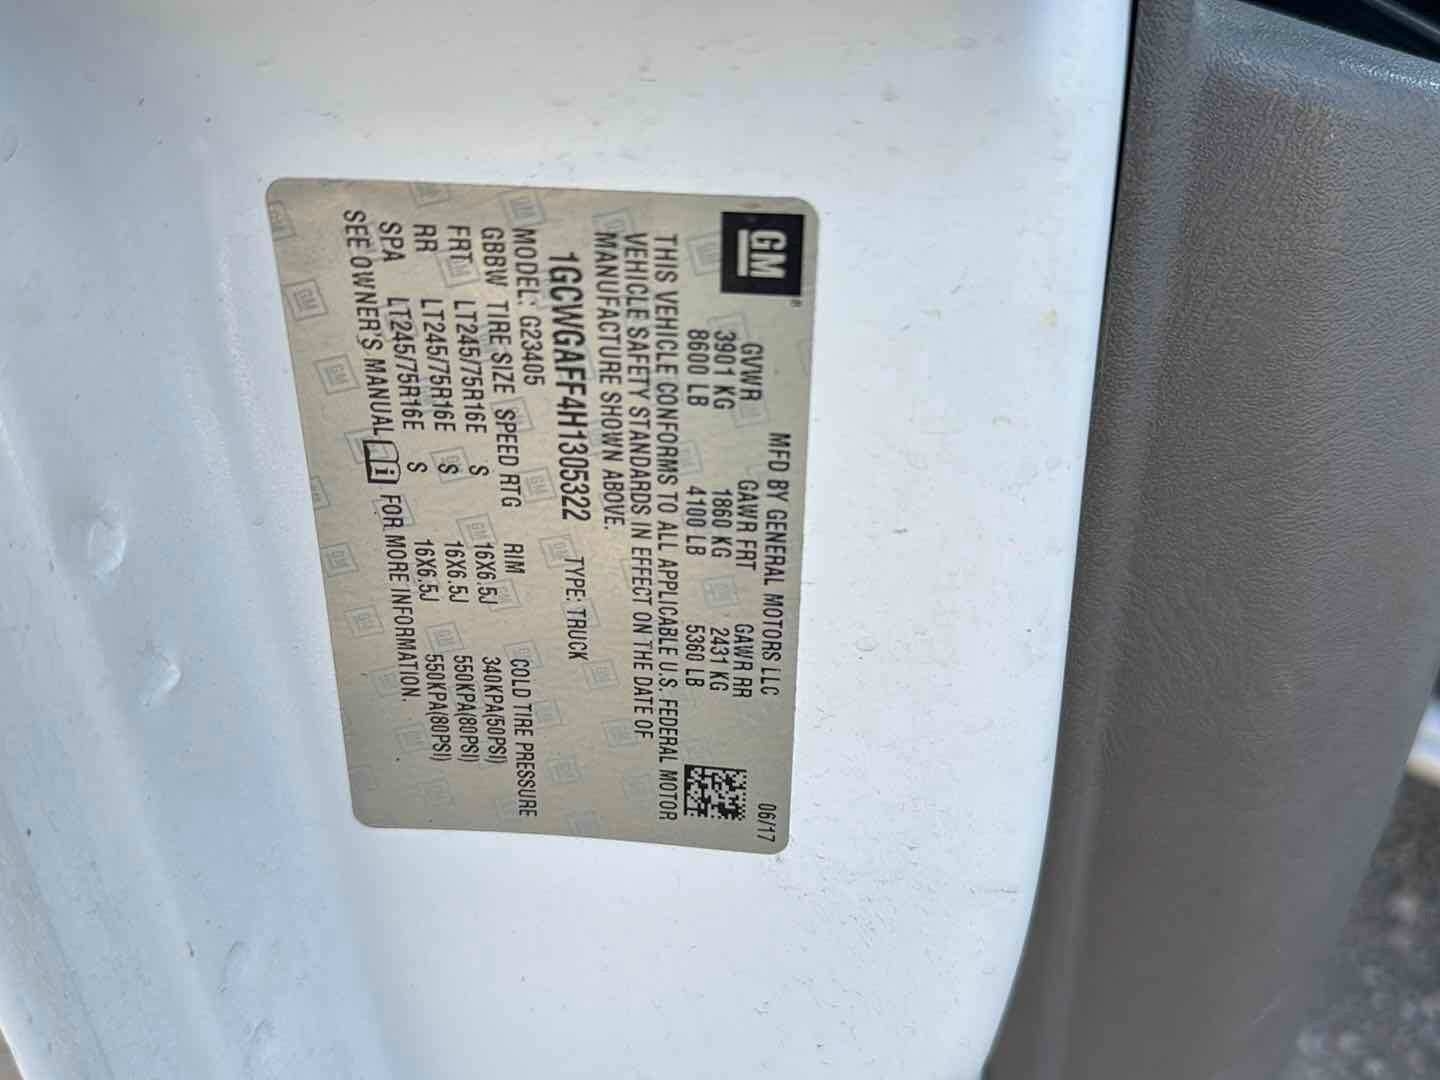 GM®
MFD BY GENERAL MOTORS LLC 06/17
GVWR GAWR FRT GAWR RR
3901 KG 1860 KG 2431 KG
8600 LB 4100 LB 5360 LB
THIS VEHICLE CONFORMS TO ALL APPLICABLE U.S. FEDERAL MOTOR
VEHICLE SAFETY STANDARDS IN EFFECT ON THE DATE OF
MANUFACTURE SHOWN ABOVE.
1GCWGAFF4H1305322 TYPE: TRUCK
MODEL: G23405
GBBW TIRE SIZE SPEED RTG RIM COLD TIRE PRESSURE
FRT LT245/75R16E S 16X6.5J 340KPA(50PSI)
RR LT245/75R16E S 16X6.5J 550KPA(80PSI)
SPA LT245/75R16E S 16X6.5J 550KPA(80PSI)
SEE OWNER'S MANUAL i FOR MORE INFORMATION.